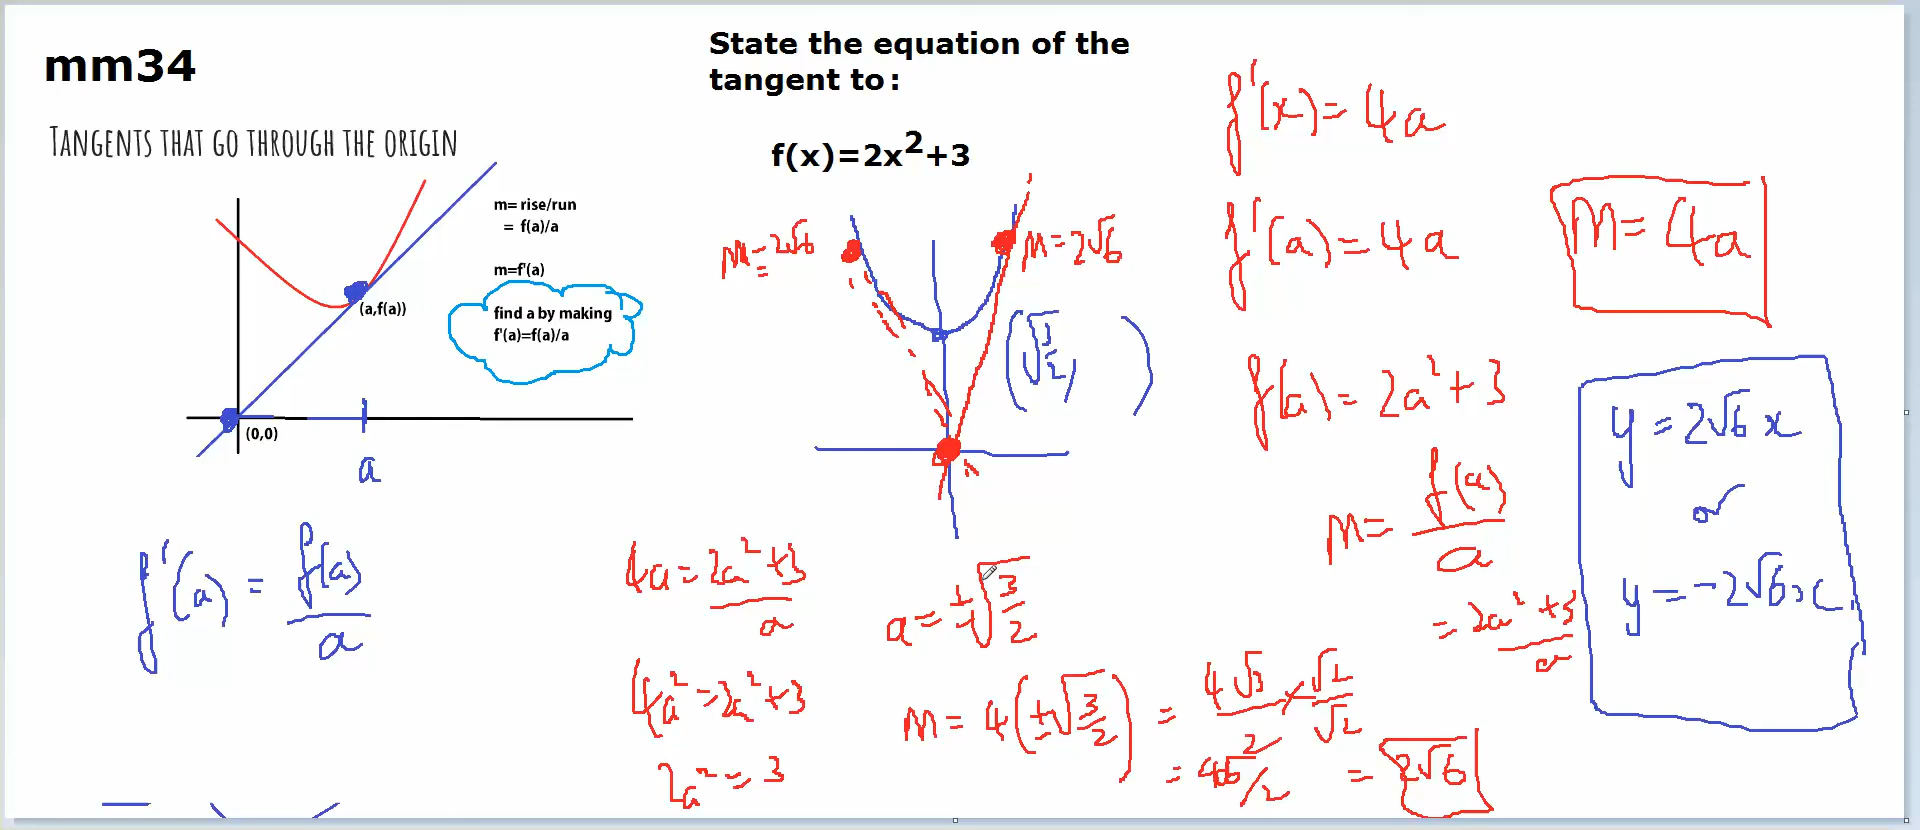 mm34
TANGENTS THAT GO THROUGH THE ORIGIN
m= rise/run
= f(a)/a
m=f'(a)
find a by making
f'(a)=f(a)/a
(a,f(a))
(0,0)
a
f'(a) = f(a)/a
State the equation of the
tangent to:
f(x)=2x²+3
m=2√6
m=2√6
(√3/2, )
4a = 2a²+3/a
4a² = 2a²+3
2a² = 3
a = ±√3/2
m = 4(±√3/2) = 4√3/2 × √2/√2
= 4√6/2 = 2√6
f'(x) = 4a
f'(a) = 4a
f(a) = 2a²+3
m = f(a)/a
= 2a²+3/a
m = 4a
y = 2√6 x
or
y = -2√6 x